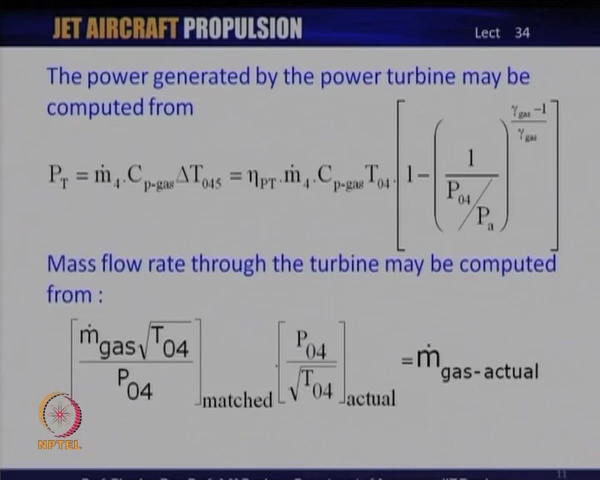 JET AIRCRAFT PROPULSION Lect 34
The power generated by the power turbine may be
computed from
P_T = ṁ_4 . C_p-gas ΔT_045 = η_PT . ṁ_4 . C_p-gas T_04 . [1 − (1 / (P_04 / P_a))^((γ_gas −1) / γ_gas)]
Mass flow rate through the turbine may be computed
from :
[ṁ_gas √T_04 / P_04]_matched . [P_04 / √T_04]_actual = ṁ_gas-actual
NPTEL
11